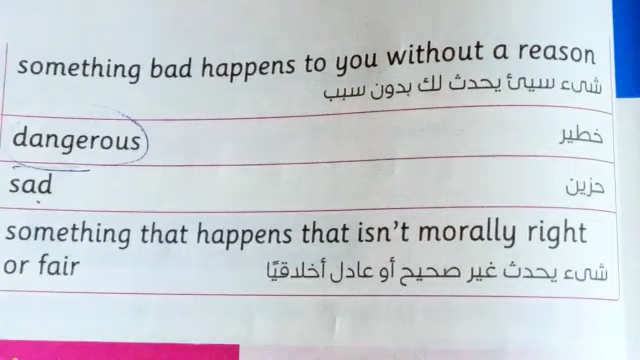 something bad happens to you without a reason
شيء سيئ يحدث لك بدون سبب
dangerous خطير
sad حزين
something that happens that isn't morally right
or fair شيء يحدث غير صحيح أو عادل أخلاقيًا